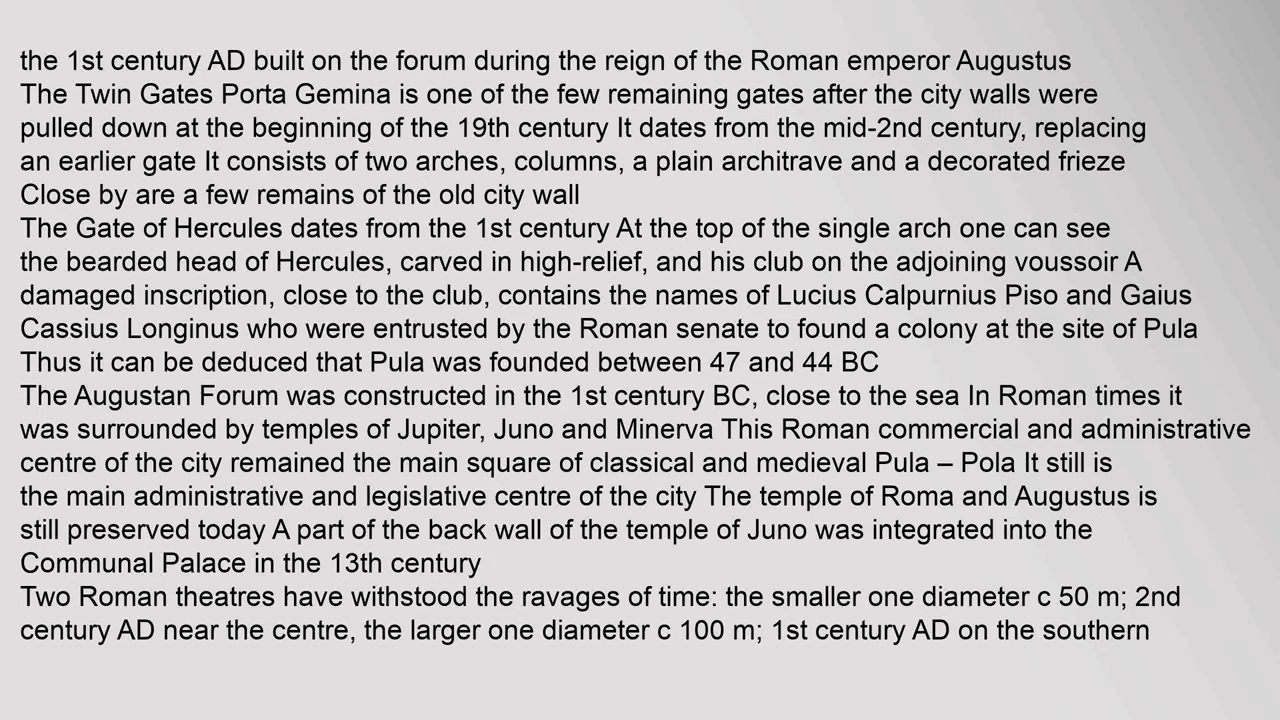 the 1st century AD built on the forum during the reign of the Roman emperor Augustus
The Twin Gates Porta Gemina is one of the few remaining gates after the city walls were
pulled down at the beginning of the 19th century It dates from the mid-2nd century, replacing
an earlier gate It consists of two arches, columns, a plain architrave and a decorated frieze
Close by are a few remains of the old city wall
The Gate of Hercules dates from the 1st century At the top of the single arch one can see
the bearded head of Hercules, carved in high-relief, and his club on the adjoining voussoir A
damaged inscription, close to the club, contains the names of Lucius Calpurnius Piso and Gaius
Cassius Longinus who were entrusted by the Roman senate to found a colony at the site of Pula
Thus it can be deduced that Pula was founded between 47 and 44 BC
The Augustan Forum was constructed in the 1st century BC, close to the sea In Roman times it
was surrounded by temples of Jupiter, Juno and Minerva This Roman commercial and administrative
centre of the city remained the main square of classical and medieval Pula – Pola It still is
the main administrative and legislative centre of the city The temple of Roma and Augustus is
still preserved today A part of the back wall of the temple of Juno was integrated into the
Communal Palace in the 13th century
Two Roman theatres have withstood the ravages of time: the smaller one diameter c 50 m; 2nd
century AD near the centre, the larger one diameter c 100 m; 1st century AD on the southern